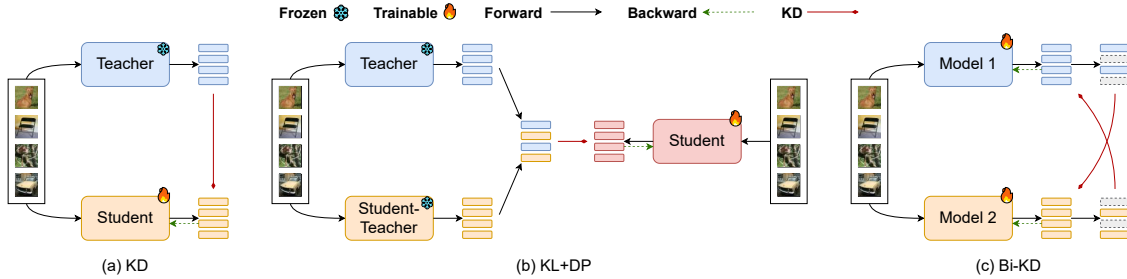 Frozen Trainable Forward Backward KD
Teacher
Student
(a) KD
Teacher
Student-
Teacher
Student
(b) KL+DP
Model 1
Model 2
(c) Bi-KD